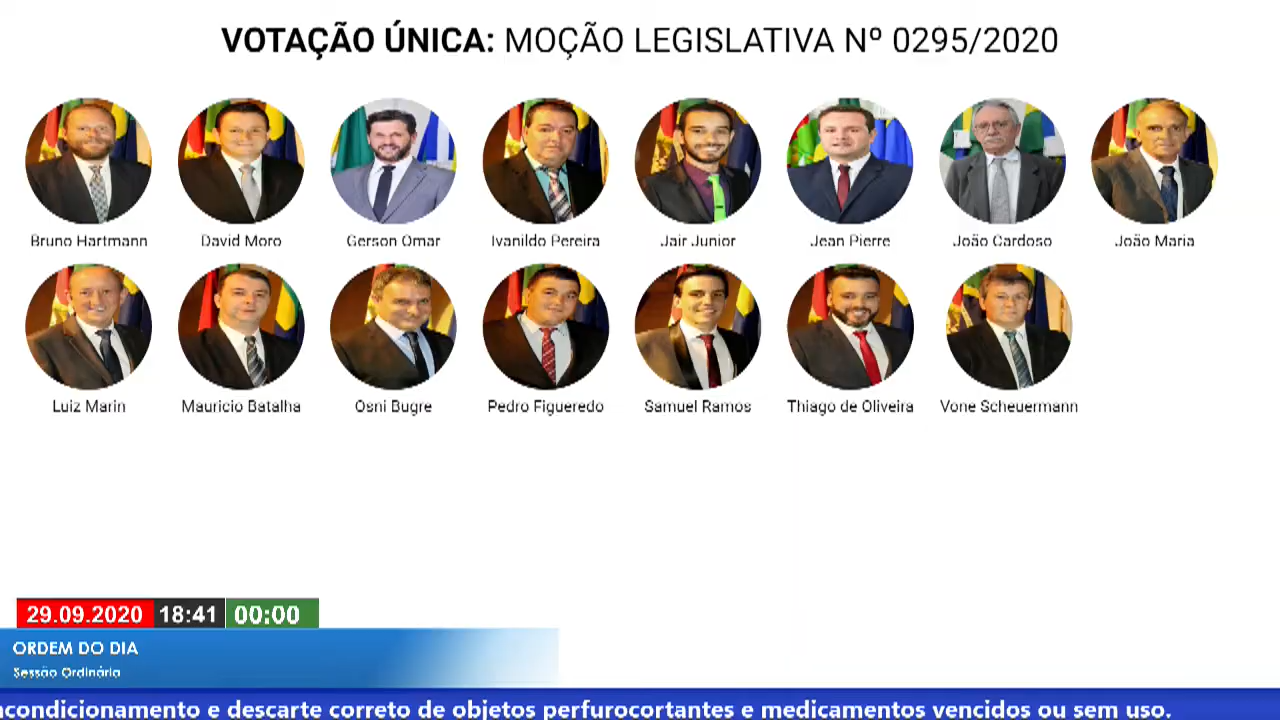 VOTAÇÃO ÚNICA: MOÇÃO LEGISLATIVA Nº 0295/2020
Bruno Hartmann
David Moro
Gerson Omar
Ivanildo Pereira
Jair Junior
Jean Pierre
João Cardoso
João Maria
Luiz Marin
Mauricio Batalha
Osni Bugre
Pedro Figueredo
Samuel Ramos
Thiago de Oliveira
Vone Scheuermann
29.09.2020 18:41 00:00
ORDEM DO DIA
Sessão Ordinária
acondicionamento e descarte correto de objetos perfurocortantes e medicamentos vencidos ou sem uso.